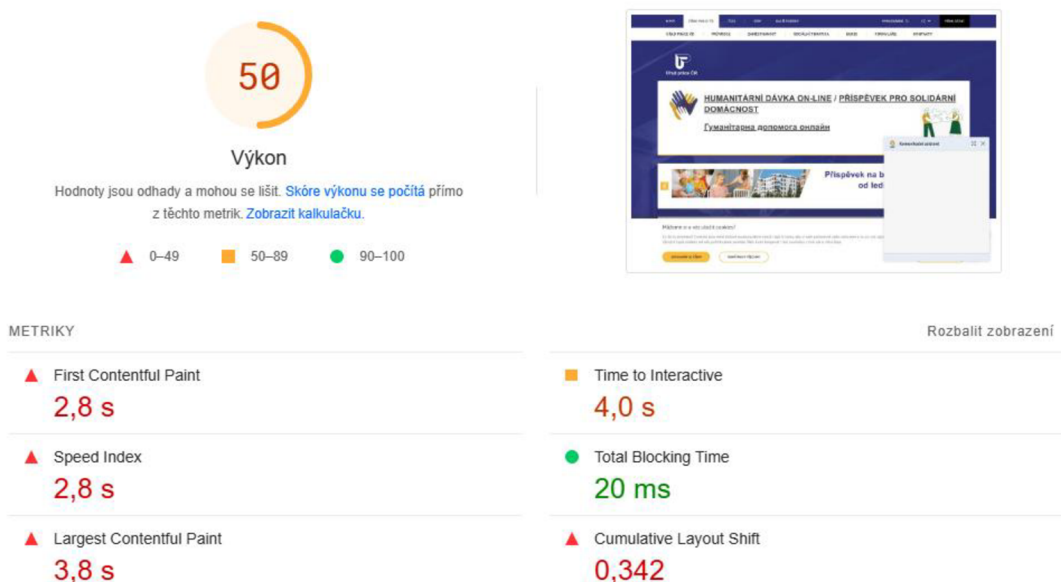 50
Výkon
Hodnoty jsou odhady a mohou se lišit. Skóre výkonu se počítá přímo
z těchto metrik. Zobrazit kalkulačku.
0–49
50–89
90–100
Úřad práce ČR
HUMANITÁRNÍ DÁVKA ON-LINE / PŘÍSPĚVEK PRO SOLIDÁRNÍ
DOMÁCNOST
Гуманітарна допомога онлайн
Příspěvek na b
od led
METRIKY
Rozbalit zobrazení
First Contentful Paint
2,8 s
Time to Interactive
4,0 s
Speed Index
2,8 s
Total Blocking Time
20 ms
Largest Contentful Paint
3,8 s
Cumulative Layout Shift
0,342